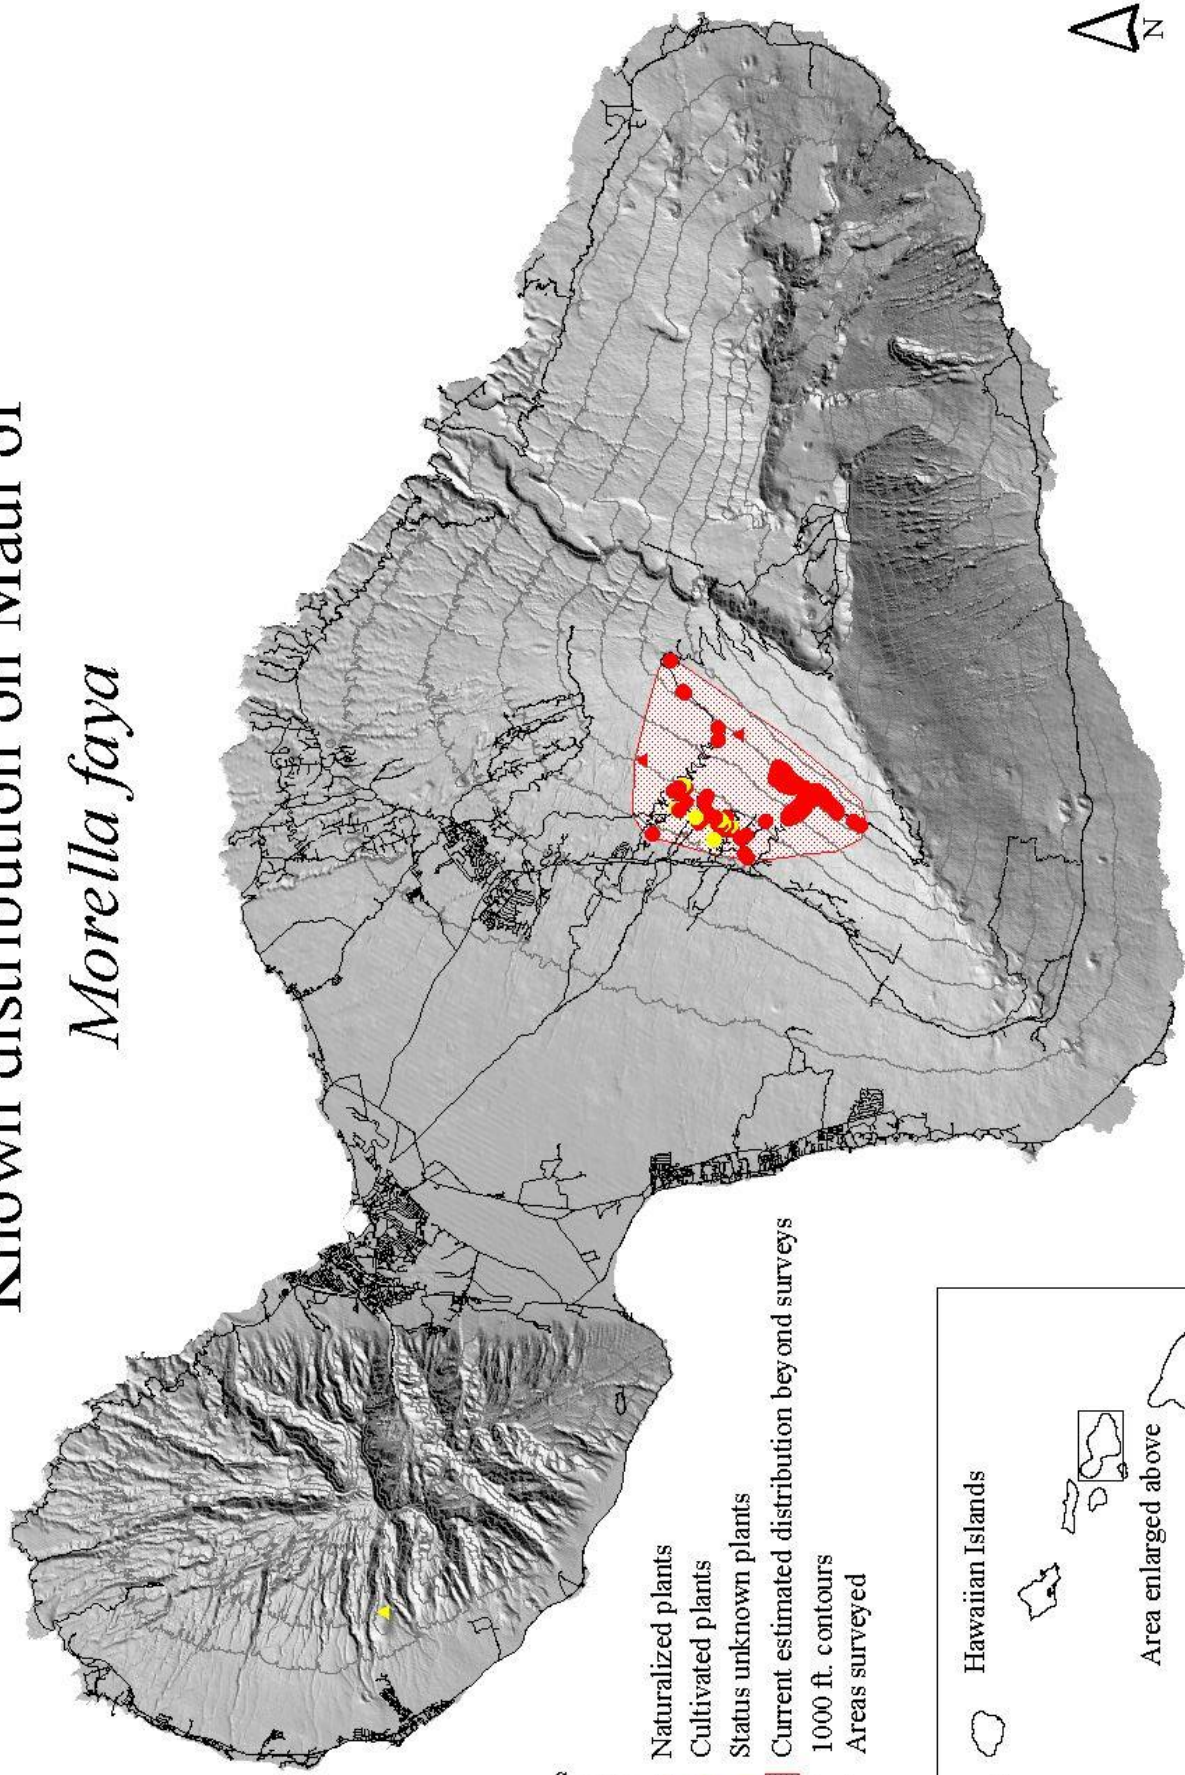 Known distribution on Maui of
Morella faya
N
s
Naturalized plants
Cultivated plants
Status unknown plants
Current estimated distribution beyond surveys
1000 ft. contours
Areas surveyed
Hawaiian Islands
Area enlarged above